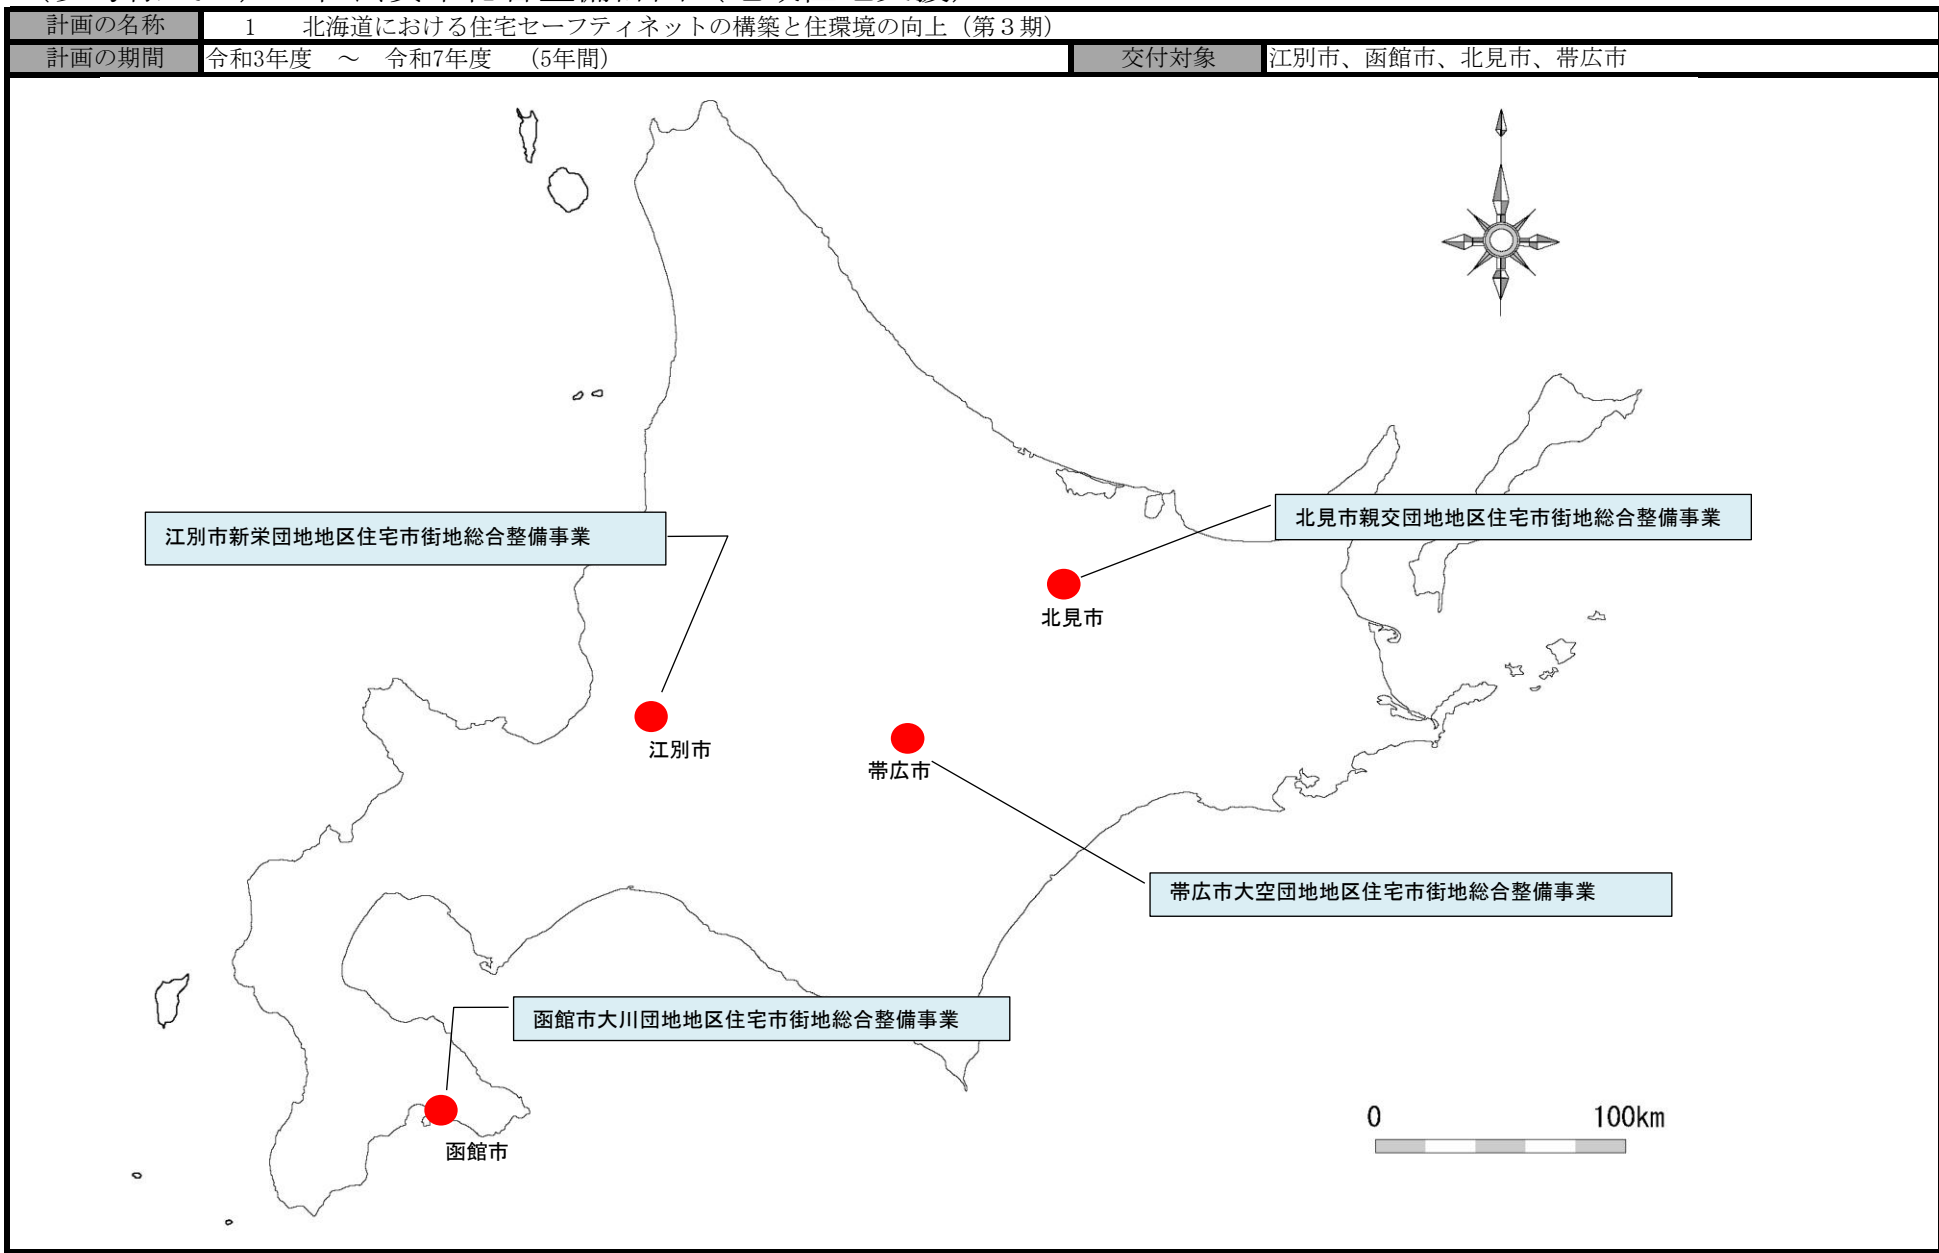 計画の名称 1 北海道における住宅セーフティネットの構築と住環境の向上（第３期）
計画の期間 令和3年度 ～ 令和7年度 (5年間) 交付対象 江別市、函館市、北見市、帯広市
北見市親交団地地区住宅市街地総合整備事業
江別市新栄団地地区住宅市街地総合整備事業
北見市
江別市
帯広市
帯広市大空団地地区住宅市街地総合整備事業
函館市大川団地地区住宅市街地総合整備事業
0 100km
函館市